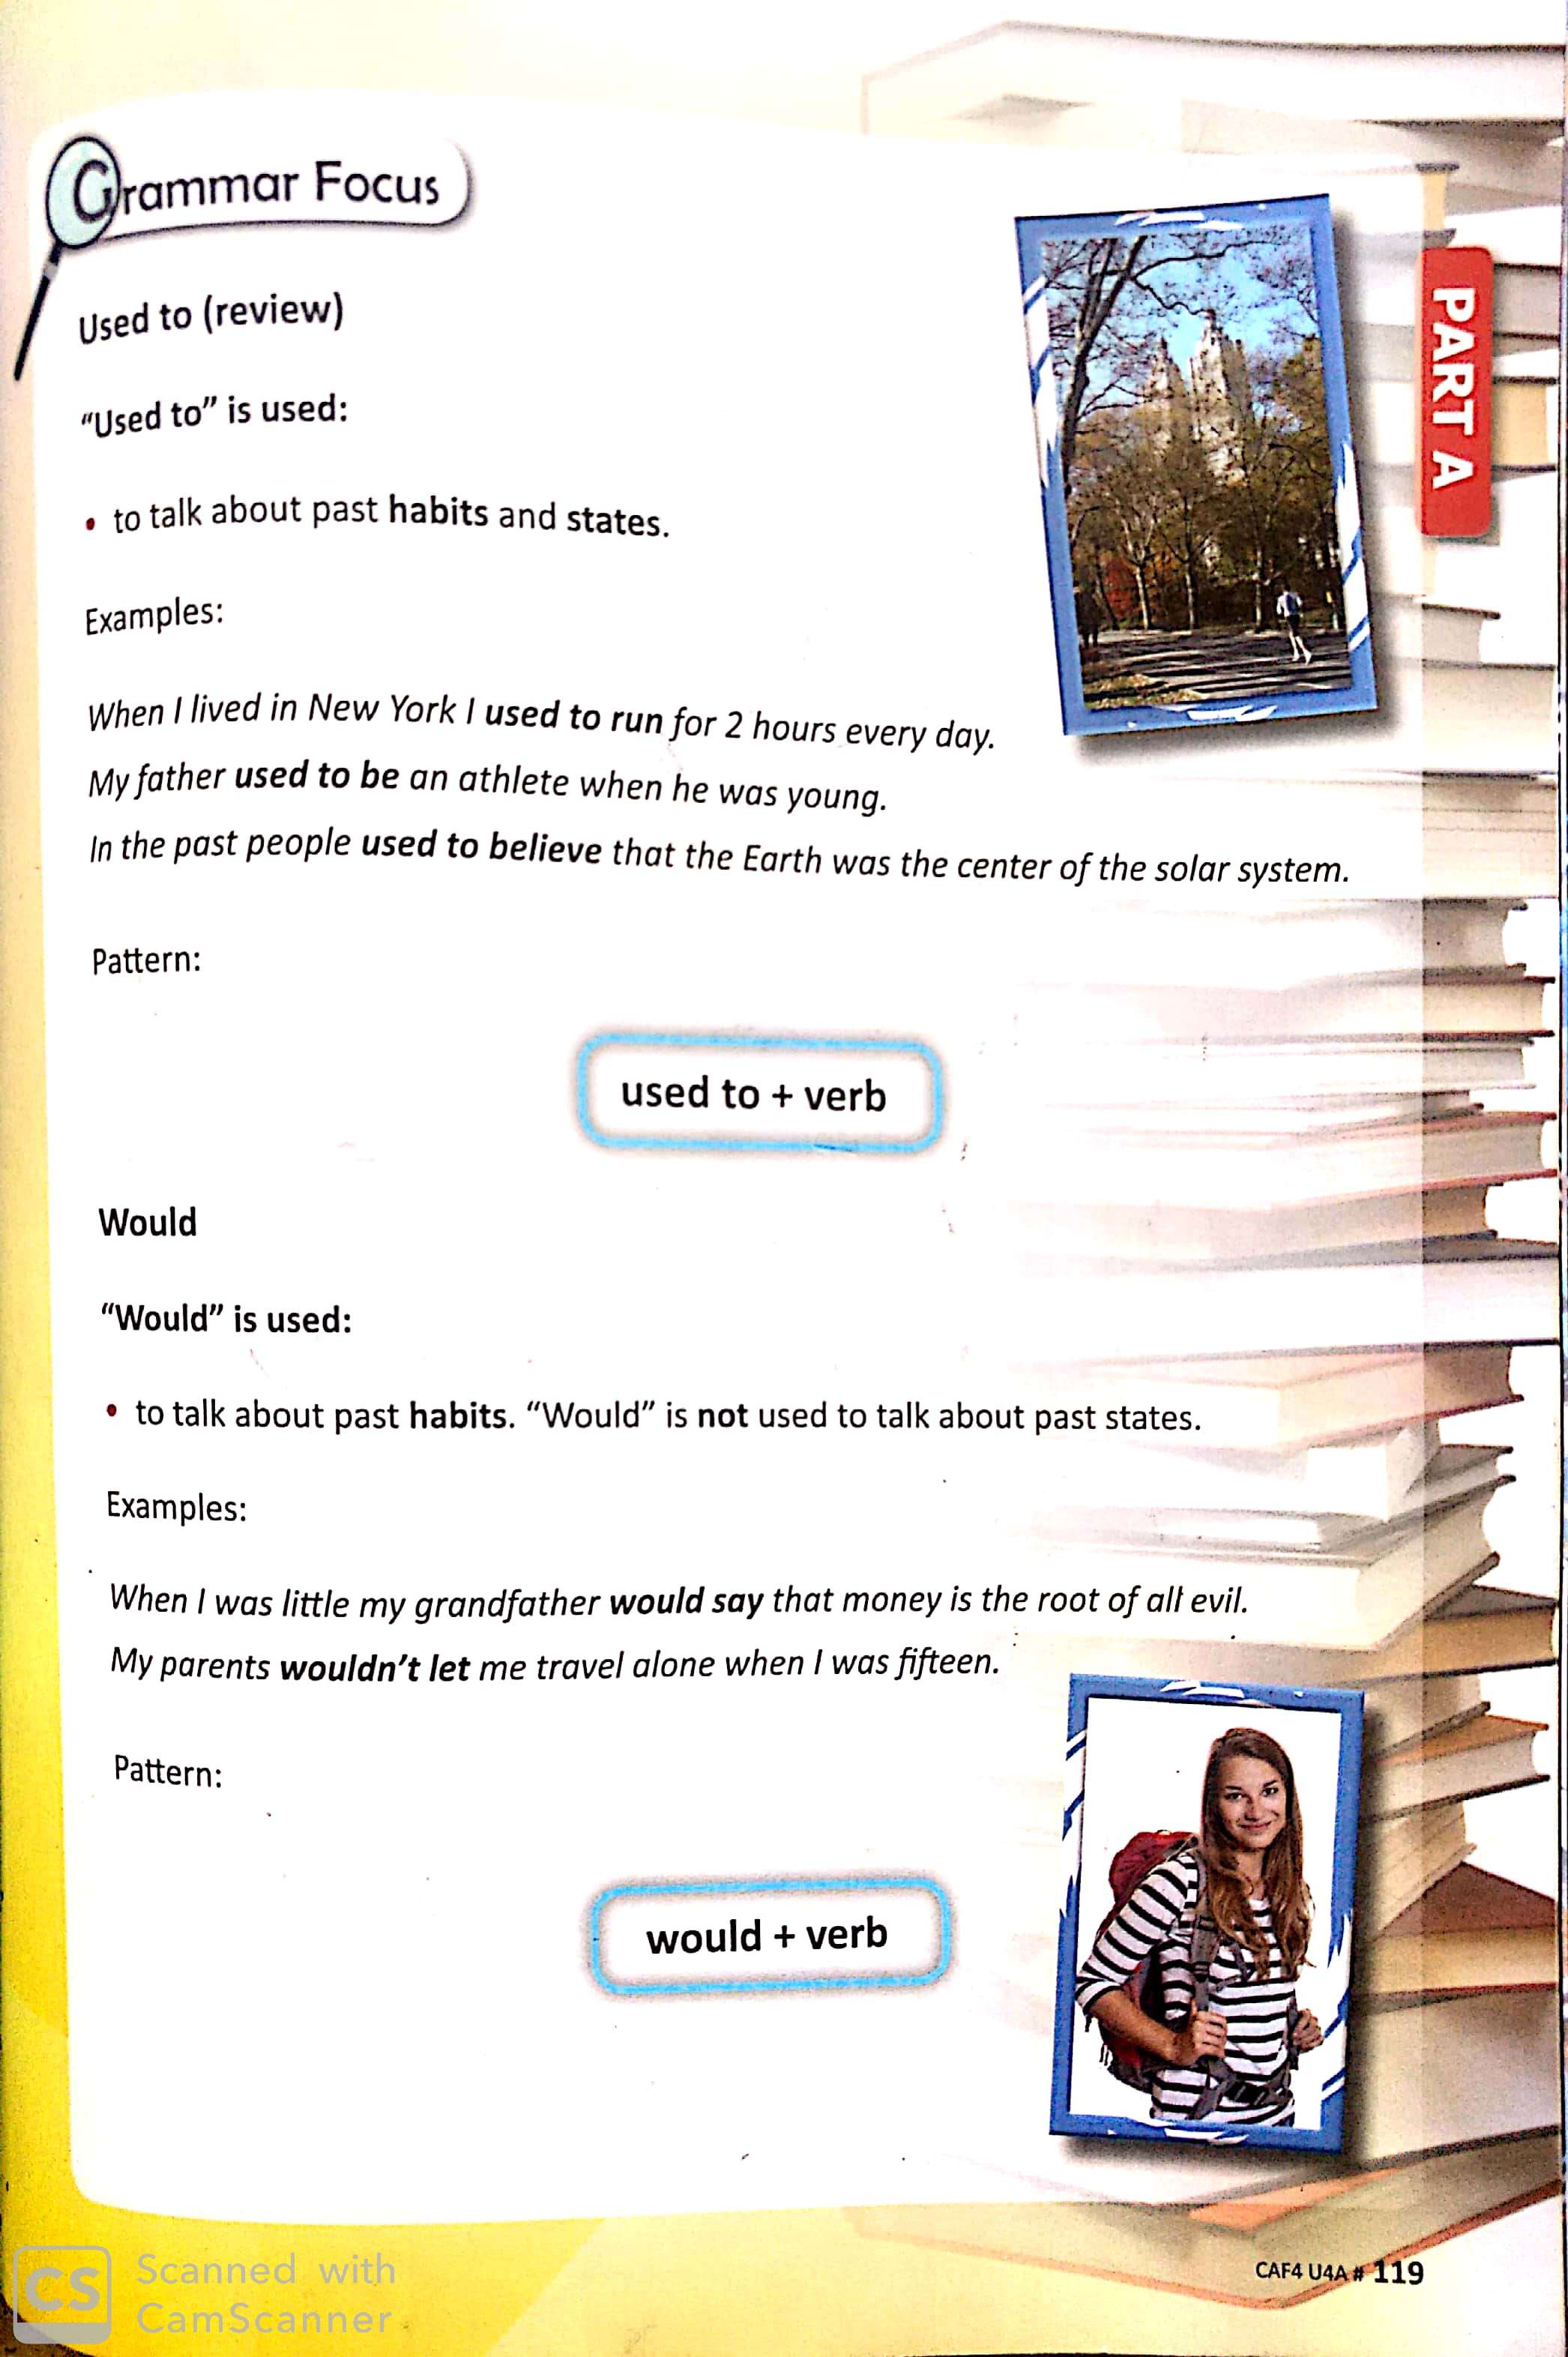 Grammar Focus
PART A
Used to (review)
“Used to” is used:
• to talk about past habits and states.
Examples:
When I lived in New York I used to run for 2 hours every day.
My father used to be an athlete when he was young.
In the past people used to believe that the Earth was the center of the solar system.
Pattern:
used to + verb
Would
“Would” is used:
• to talk about past habits. “Would” is not used to talk about past states.
Examples:
When I was little my grandfather would say that money is the root of all evil.
My parents wouldn’t let me travel alone when I was fifteen.
Pattern:
would + verb
CAF4 U4A # 119
CS Scanned with
CamScanner